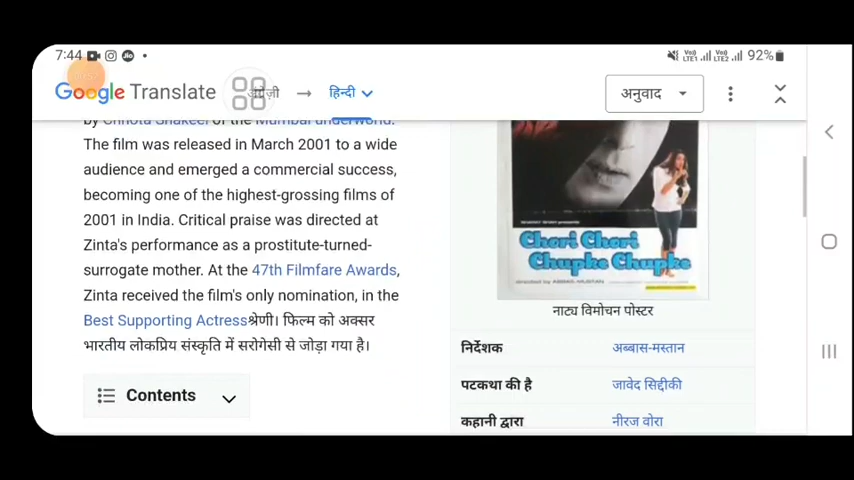 7:44
92%
Google Translate
अंग्रेज़ी → हिन्दी
अनुवाद
by Chhota Shakeel of the Mumbai underworld.
The film was released in March 2001 to a wide
audience and emerged a commercial success,
becoming one of the highest-grossing films of
2001 in India. Critical praise was directed at
Zinta's performance as a prostitute-turned-
surrogate mother. At the 47th Filmfare Awards,
Zinta received the film's only nomination, in the
Best Supporting Actressश्रेणी। फिल्म को अक्सर
भारतीय लोकप्रिय संस्कृति में सरोगेसी से जोड़ा गया है।
Contents
Chori Chori
Chupke Chupke
directed by ABBAS-MUSTAN
नाट्य विमोचन पोस्टर
निर्देशक अब्बास-मस्तान
पटकथा की है जावेद सिद्दीकी
कहानी द्वारा नीरज वोरा